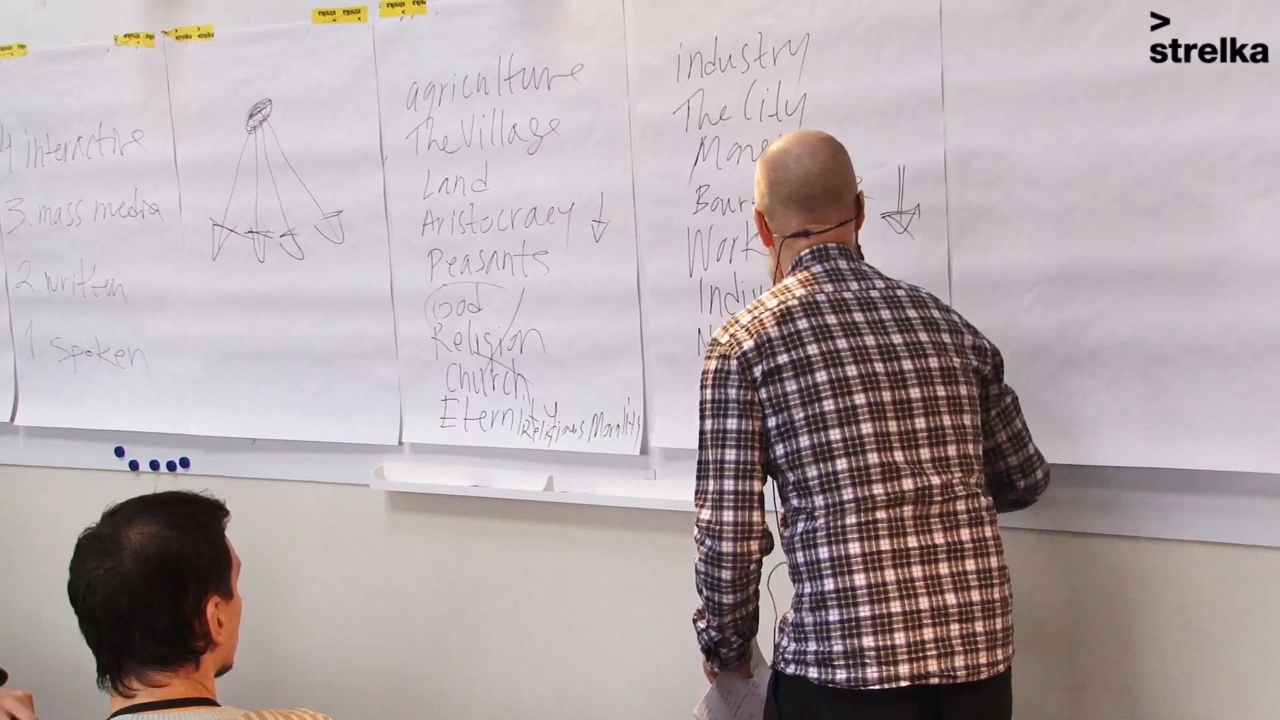 > strelka
4. interactive
3. mass media
2 written
1 spoken
agriculture
The Village
Land
Aristocracy ↓
Peasants
God
Religion
Church
Eternity
Religious Morality
industry
The City